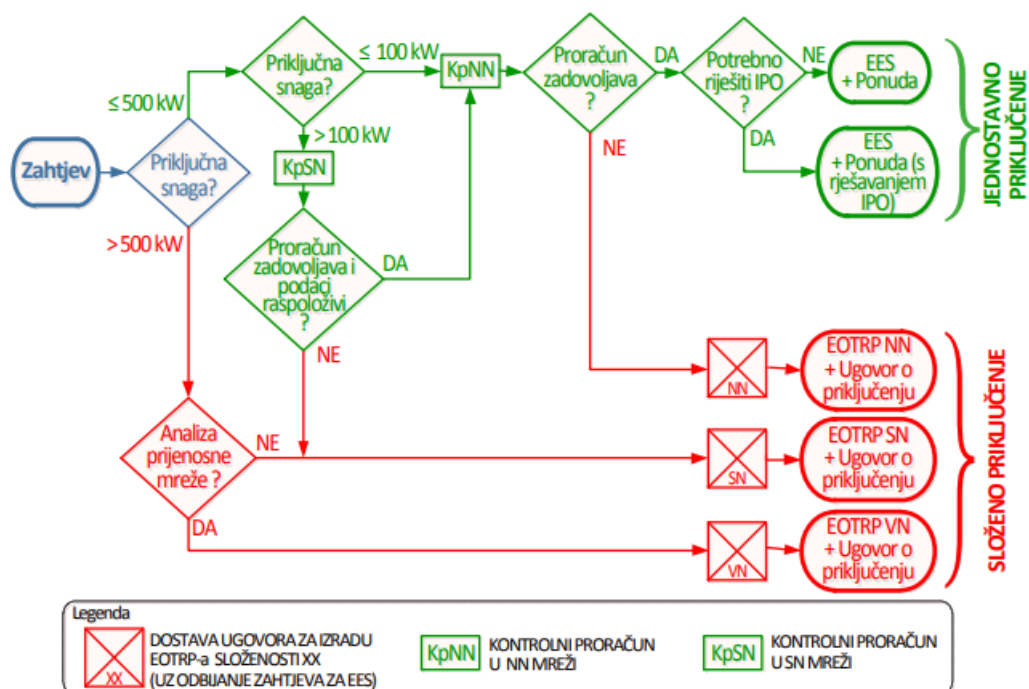 Zahtjev
Priključna
snaga?
≤ 500 kW
> 500 kW
Priključna
snaga?
≤ 100 kW
> 100 kW
KpSN
Proračun
zadovoljava i
podaci
raspoloživi
?
DA
NE
KpNN
Proračun
zadovoljava
?
DA
NE
Potrebno
riješiti IPO
?
NE
DA
EES
+ Ponuda
EES
+ Ponuda (s
rješavanjem
IPO)
JEDNOSTAVNO
PRIKLJUČENJE
Analiza
prijenosne
mreže ?
NE
DA
NN
EOTRP NN
+ Ugovor o
priključenju
SN
EOTRP SN
+ Ugovor o
priključenju
VN
EOTRP VN
+ Ugovor o
priključenju
SLOŽENO PRIKLJUČENJE
Legenda
XX
DOSTAVA UGOVORA ZA IZRADU
EOTRP-a SLOŽENOSTI XX
(UZ ODBIJANJE ZAHTJEVA ZA EES)
KpNN
KONTROLNI PRORAČUN
U NN MREŽI
KpSN
KONTROLNI PRORAČUN
U SN MREŽI